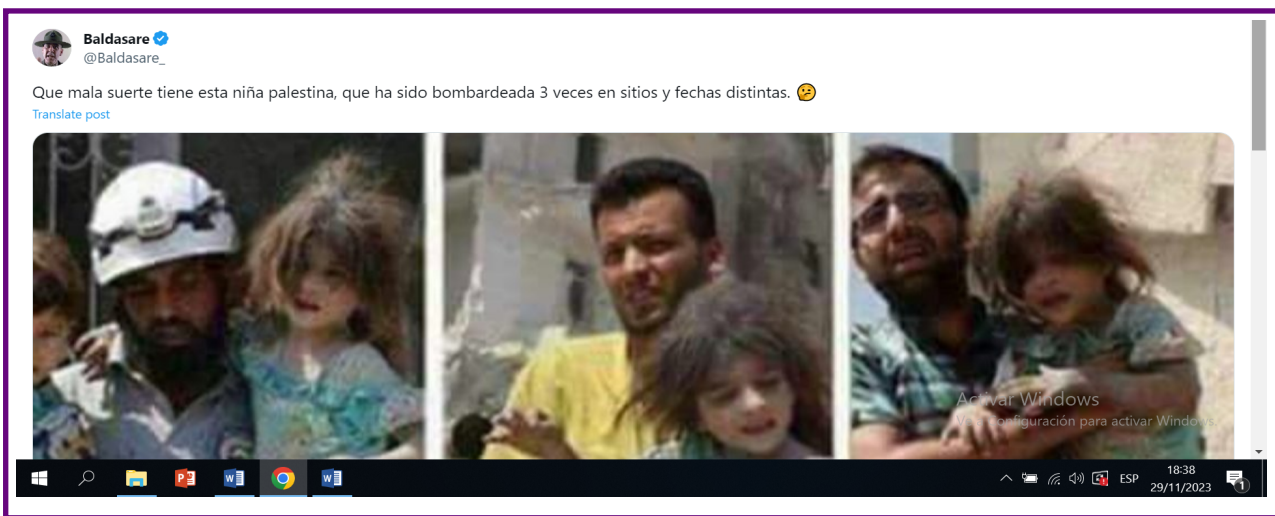 Baldasare
@Baldasare_
Que mala suerte tiene esta niña palestina, que ha sido bombardeada 3 veces en sitios y fechas distintas. 🤔
Translate post
Activar Windows
configuración para activar Windows
18:38
ESP
29/11/2023
1